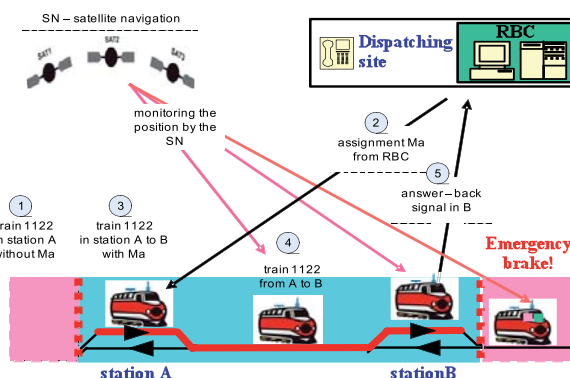 SN – satellite navigation
SAT1
SAT2
SAT3
Dispatching
site
RBC
monitoring the
position by the
SN
2
assignment Ma
from RBC
5
answer – back
signal in B
1
train 1122
n station A
without Ma
3
train 1122
in station A to B
with Ma
4
train 1122
from A to B
Emergency
brake!
station A
stationB